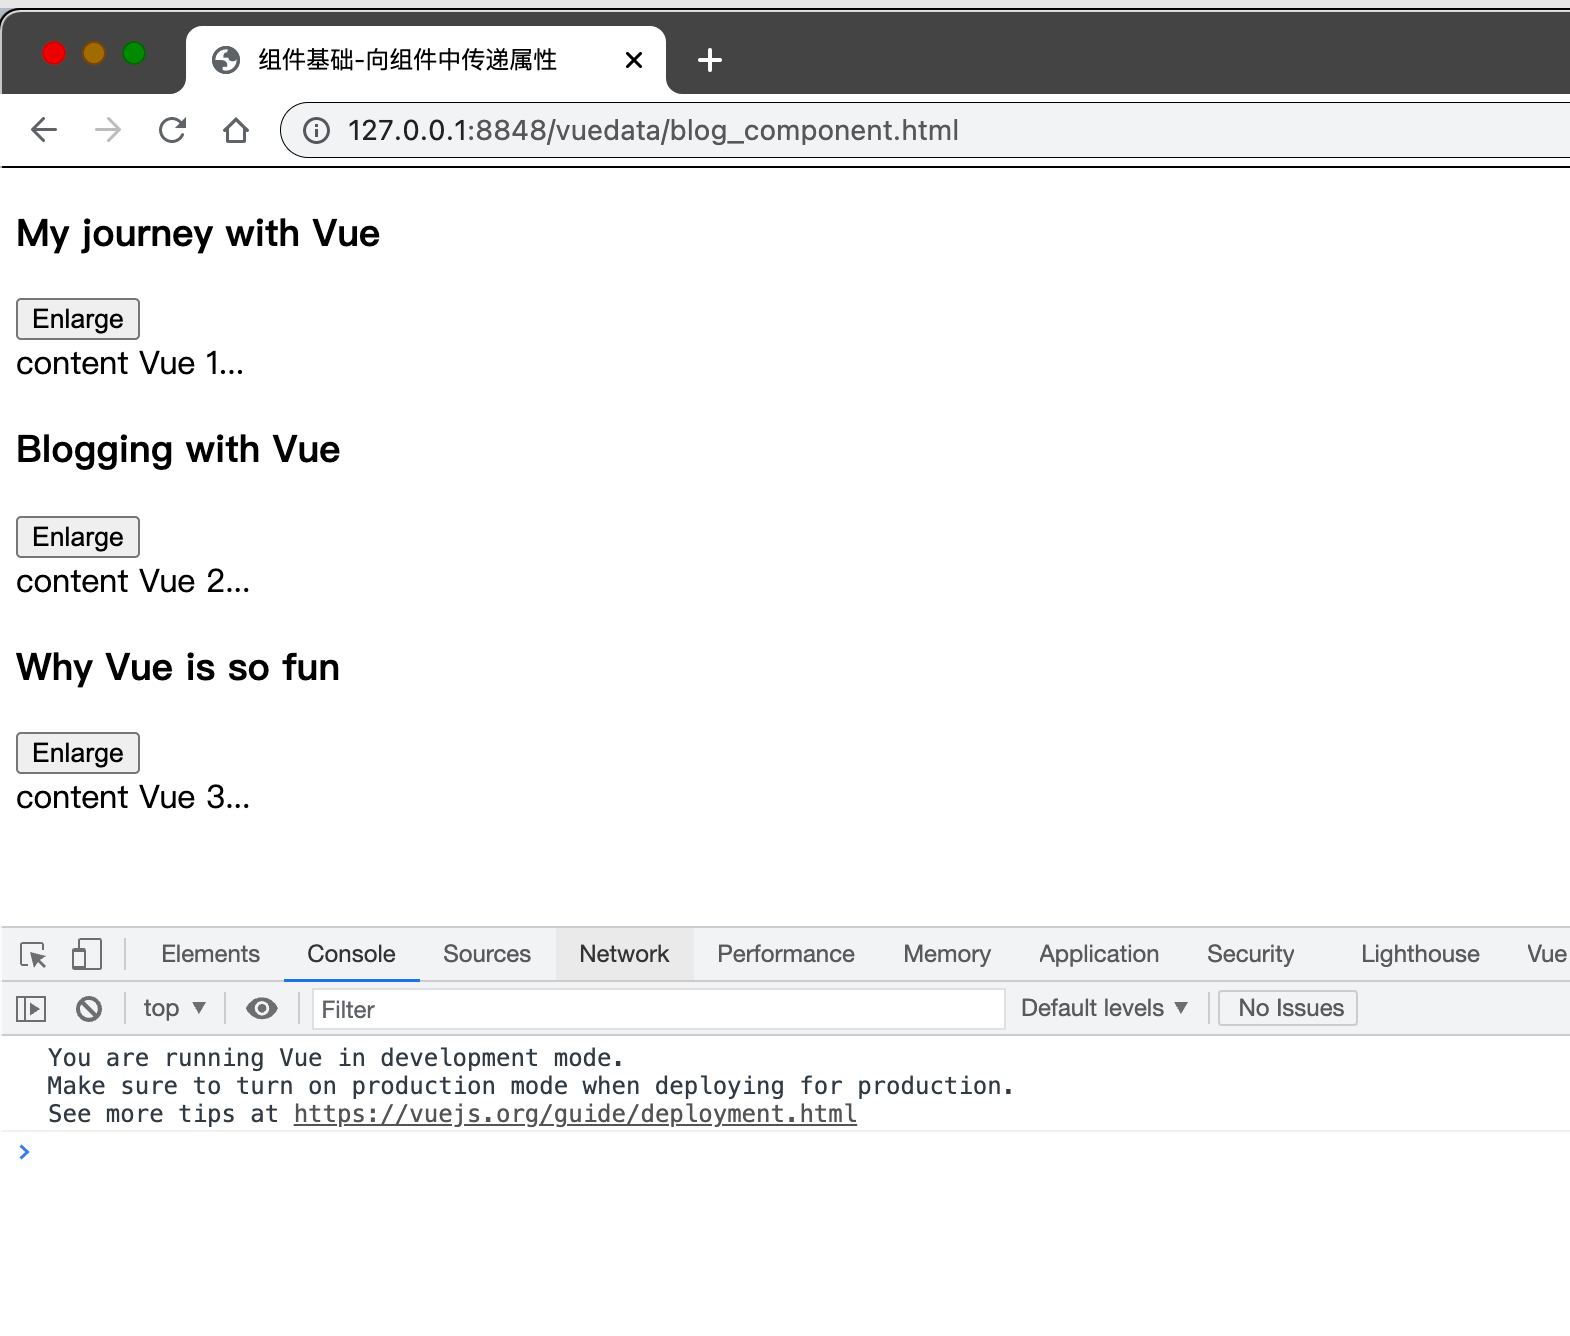 组件基础-向组件中传递属性
127.0.0.1:8848/vuedata/blog_component.html
My journey with Vue
Enlarge
content Vue 1...
Blogging with Vue
Enlarge
content Vue 2...
Why Vue is so fun
Enlarge
content Vue 3...
Elements Console Sources Network Performance Memory Application Security Lighthouse Vue
top Filter Default levels No Issues
You are running Vue in development mode.
Make sure to turn on production mode when deploying for production.
See more tips at https://vuejs.org/guide/deployment.html